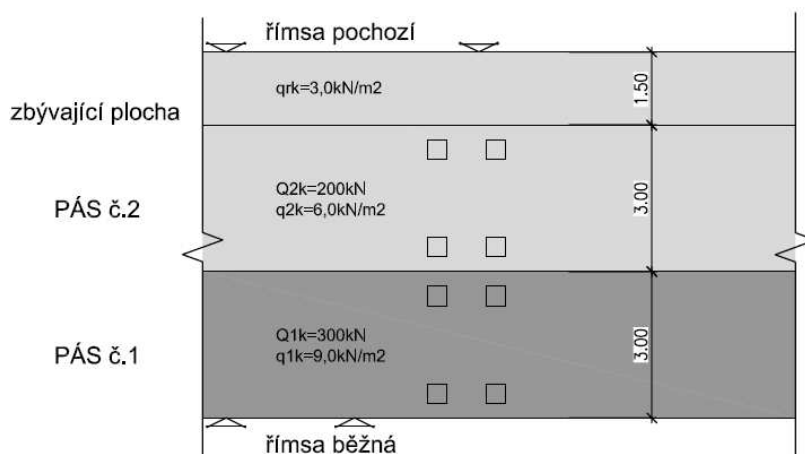 římsa pochozí
qrk=3,0kN/m2
1.50
zbývající plocha
PÁS č.2
Q2k=200kN
q2k=6,0kN/m2
3.00
PÁS č.1
Q1k=300kN
q1k=9,0kN/m2
3.00
římsa běžná